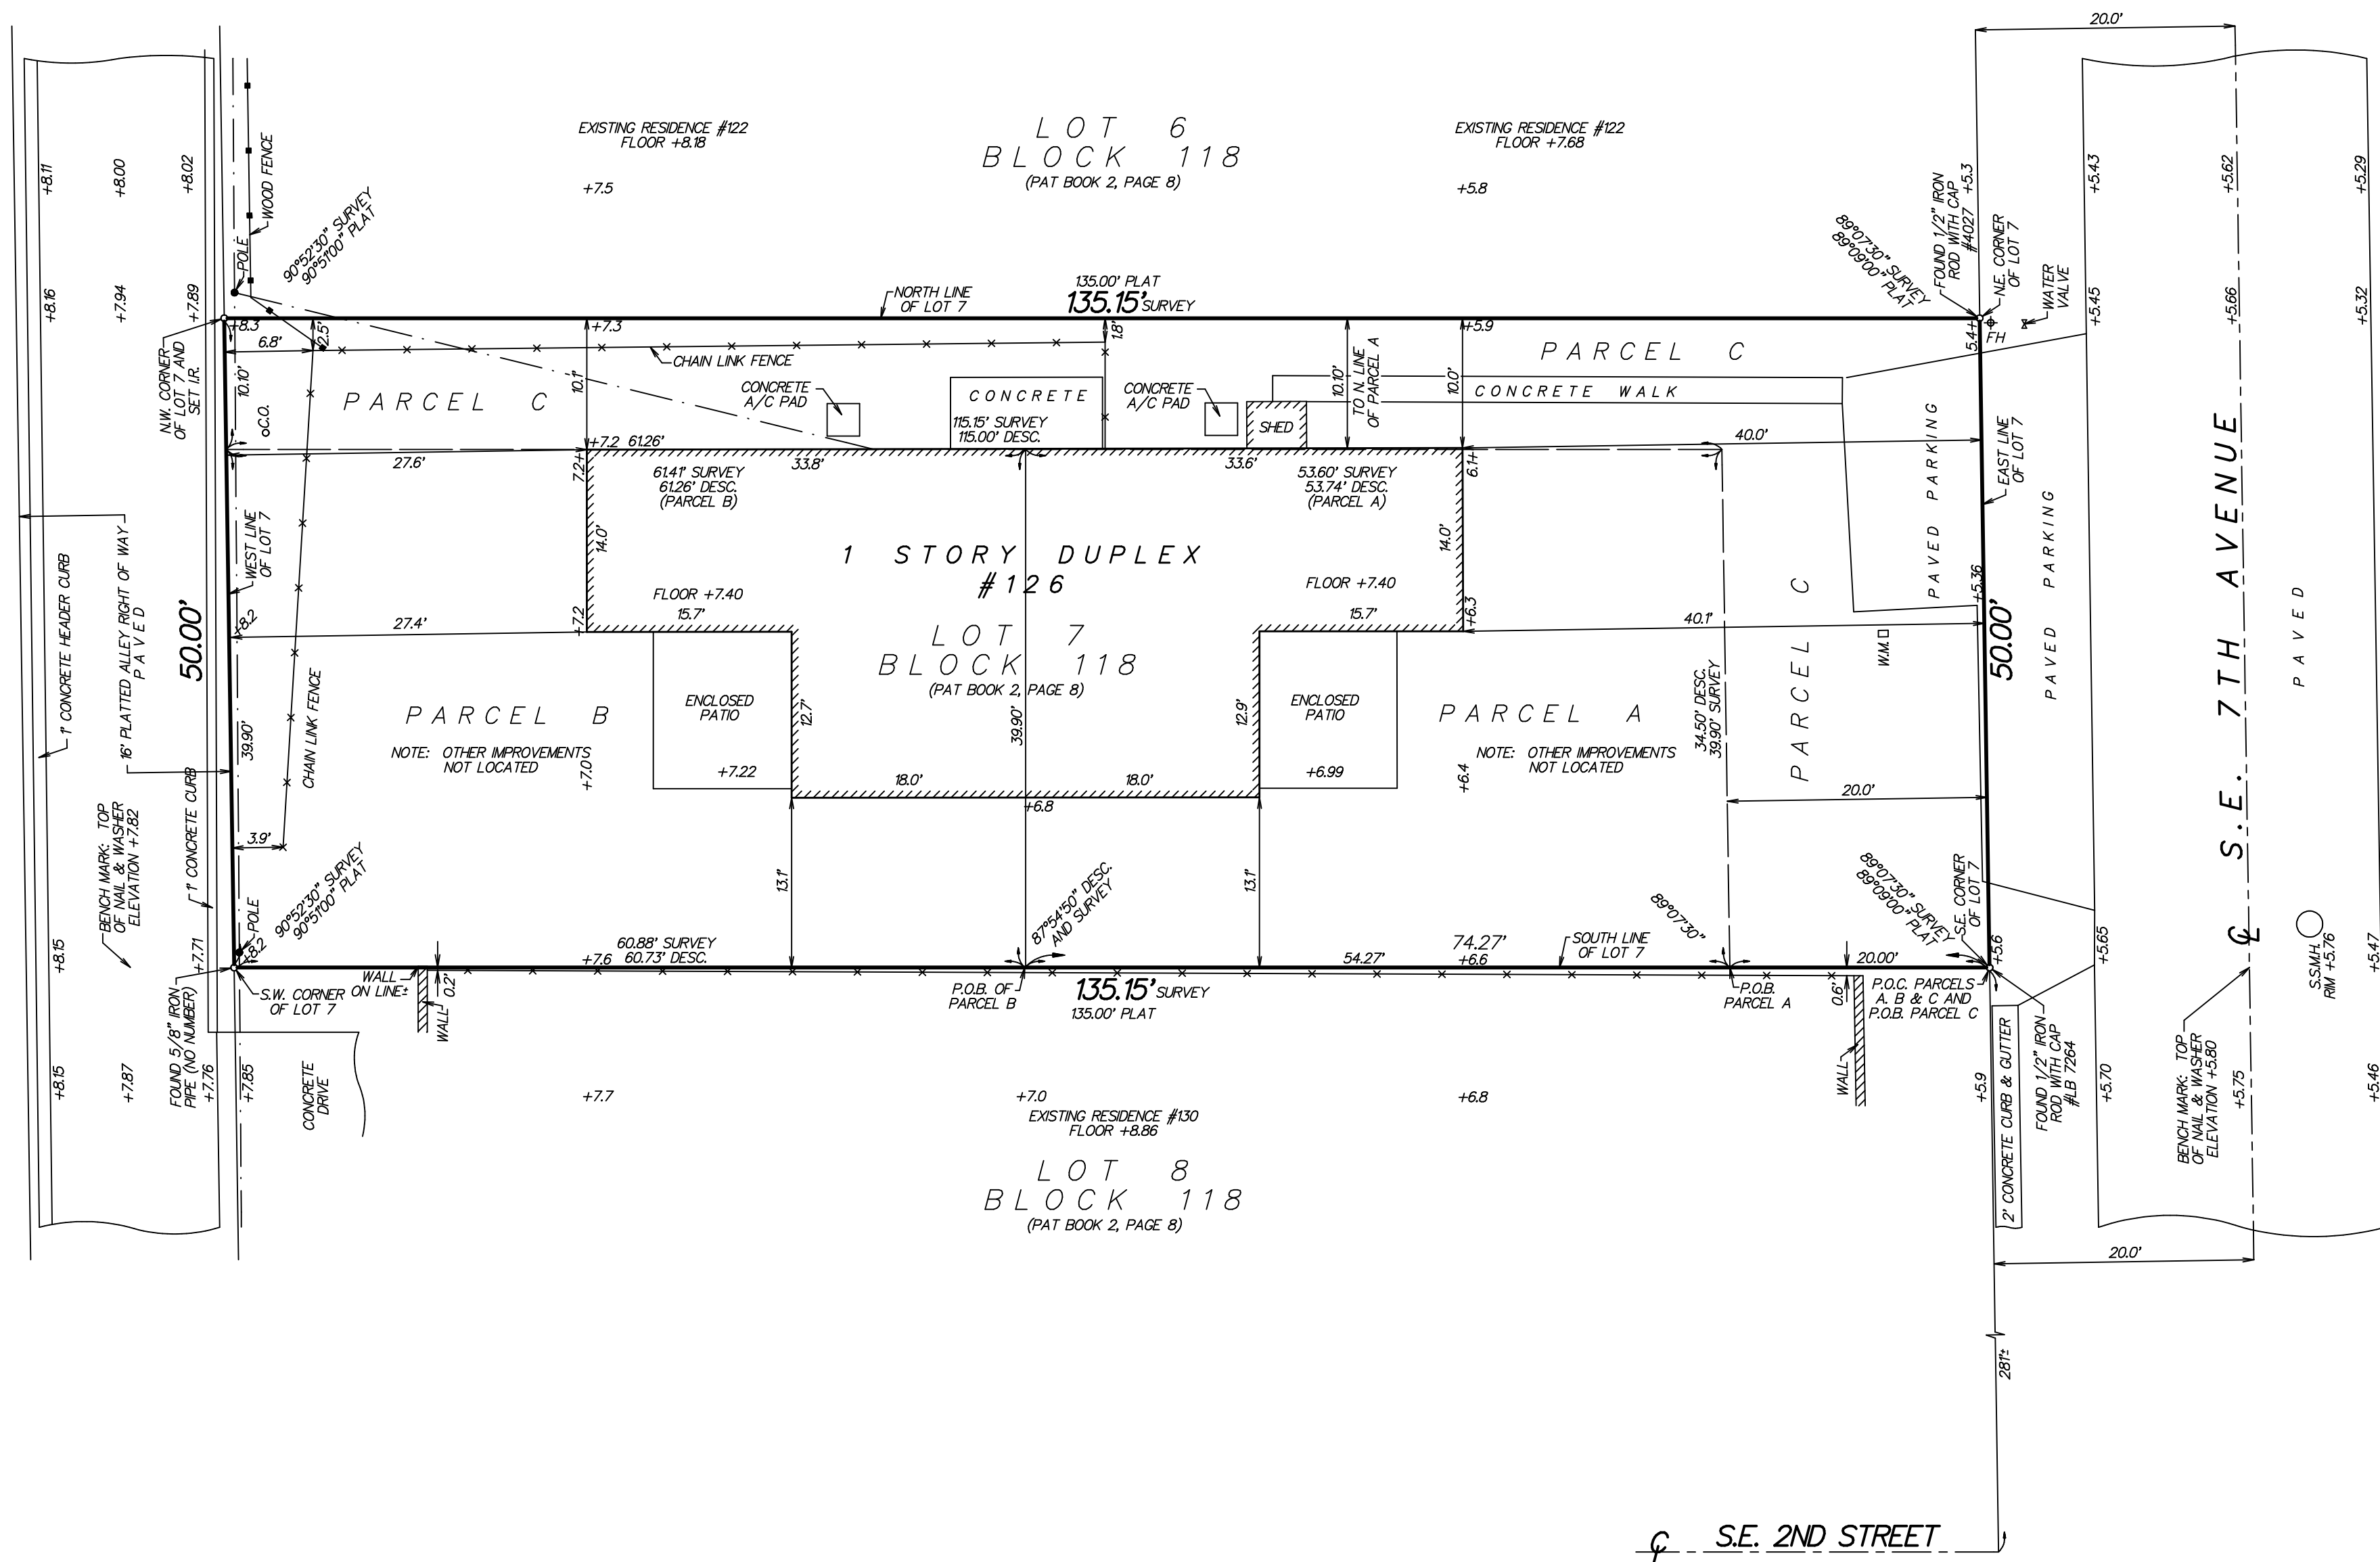 20.0'
EXISTING RESIDENCE #122
FLOOR +8.18
LOT 6
BLOCK 118
(PAT BOOK 2, PAGE 8)
EXISTING RESIDENCE #122
FLOOR +7.68
+7.5
+5.8
+8.11
+8.00
+8.02
WOOD FENCE
POLE
90°52'30" SURVEY
90°51'00" PLAT
+8.16
+7.94
+7.89
89°07'30" SURVEY
89°09'00" PLAT
FOUND 1/2" IRON
ROD WITH CAP
#4027
+5.3
N.E. CORNER
OF LOT 7
WATER
VALVE
FH
+5.43
+5.62
+5.29
+5.45
+5.66
+5.32
NORTH LINE
OF LOT 7
135.00' PLAT
135.15' SURVEY
+8.3
+7.3
+5.9
5.4+
2.5'
6.8'
1.8'
N.W. CORNER
OF LOT 7 AND
SET I.R.
10.10'
C.O.
CHAIN LINK FENCE
PARCEL C
10.1'
CONCRETE
A/C PAD
CONCRETE
115.15' SURVEY
115.00' DESC.
CONCRETE
A/C PAD
SHED
10.10'
TO N. LINE
OF PARCEL A
10.0'
PARCEL C
CONCRETE WALK
40.0'
+7.2
61.26'
27.6'
7.2+
33.8'
33.6'
61.41' SURVEY
61.26' DESC.
(PARCEL B)
53.60' SURVEY
53.74' DESC.
(PARCEL A)
6.1+
14.0'
14.0'
1 STORY DUPLEX
#126
FLOOR +7.40
FLOOR +7.40
15.7'
15.7'
+7.2
+6.3
WEST LINE
OF LOT 7
+8.2
27.4'
40.1'
LOT 7
BLOCK 118
(PAT BOOK 2, PAGE 8)
PAVED PARKING
EAST LINE
OF LOT 7
PAVED PARKING
+5.36
W.M.
PARCEL C
34.50' DESC.
39.90' SURVEY
50.00'
50.00'
S.E. 7TH AVENUE
PAVED
1' CONCRETE HEADER CURB
16' PLATTED ALLEY RIGHT OF WAY
PAVED
PARCEL B
NOTE: OTHER IMPROVEMENTS
NOT LOCATED
+7.0
ENCLOSED
PATIO
+7.22
12.7'
39.90'
12.9'
ENCLOSED
PATIO
+6.99
PARCEL A
NOTE: OTHER IMPROVEMENTS
NOT LOCATED
+6.4
18.0'
18.0'
+6.8
20.0'
39.90'
CHAIN LINK FENCE
3.9'
BENCH MARK: TOP
OF NAIL & WASHER
ELEVATION +7.82
1' CONCRETE CURB
POLE
90°52'30" SURVEY
90°51'00" PLAT
13.1'
13.1'
87°54'50" DESC.
AND SURVEY
89°07'30"
89°07'30" SURVEY
89°09'00" PLAT
S.E. CORNER
OF LOT 7
+8.15
+7.71
+8.2
60.88' SURVEY
60.73' DESC.
+7.6
54.27'
74.27'
+6.6
SOUTH LINE
OF LOT 7
20.00'
+5.6
+5.65
+5.47
S.S.M.H.
RIM +5.76
S.W. CORNER
OF LOT 7
WALL
ON LINE±
0.2'
WALL
P.O.B. OF
PARCEL B
135.15' SURVEY
135.00' PLAT
P.O.B.
PARCEL A
0.6'
WALL
P.O.C. PARCELS
A, B & C AND
P.O.B. PARCEL C
FOUND 5/8" IRON
PIPE (NO NUMBER)
+8.15
+7.87
+7.76
+7.85
CONCRETE
DRIVE
+7.7
+7.0
+6.8
+5.9
2' CONCRETE CURB & GUTTER
FOUND 1/2" IRON
ROD WITH CAP
#LB 7264
+5.70
BENCH MARK: TOP
OF NAIL & WASHER
ELEVATION +5.80
+5.75
+5.46
EXISTING RESIDENCE #130
FLOOR +8.86
LOT 8
BLOCK 118
(PAT BOOK 2, PAGE 8)
20.0'
281'±
S.E. 2ND STREET